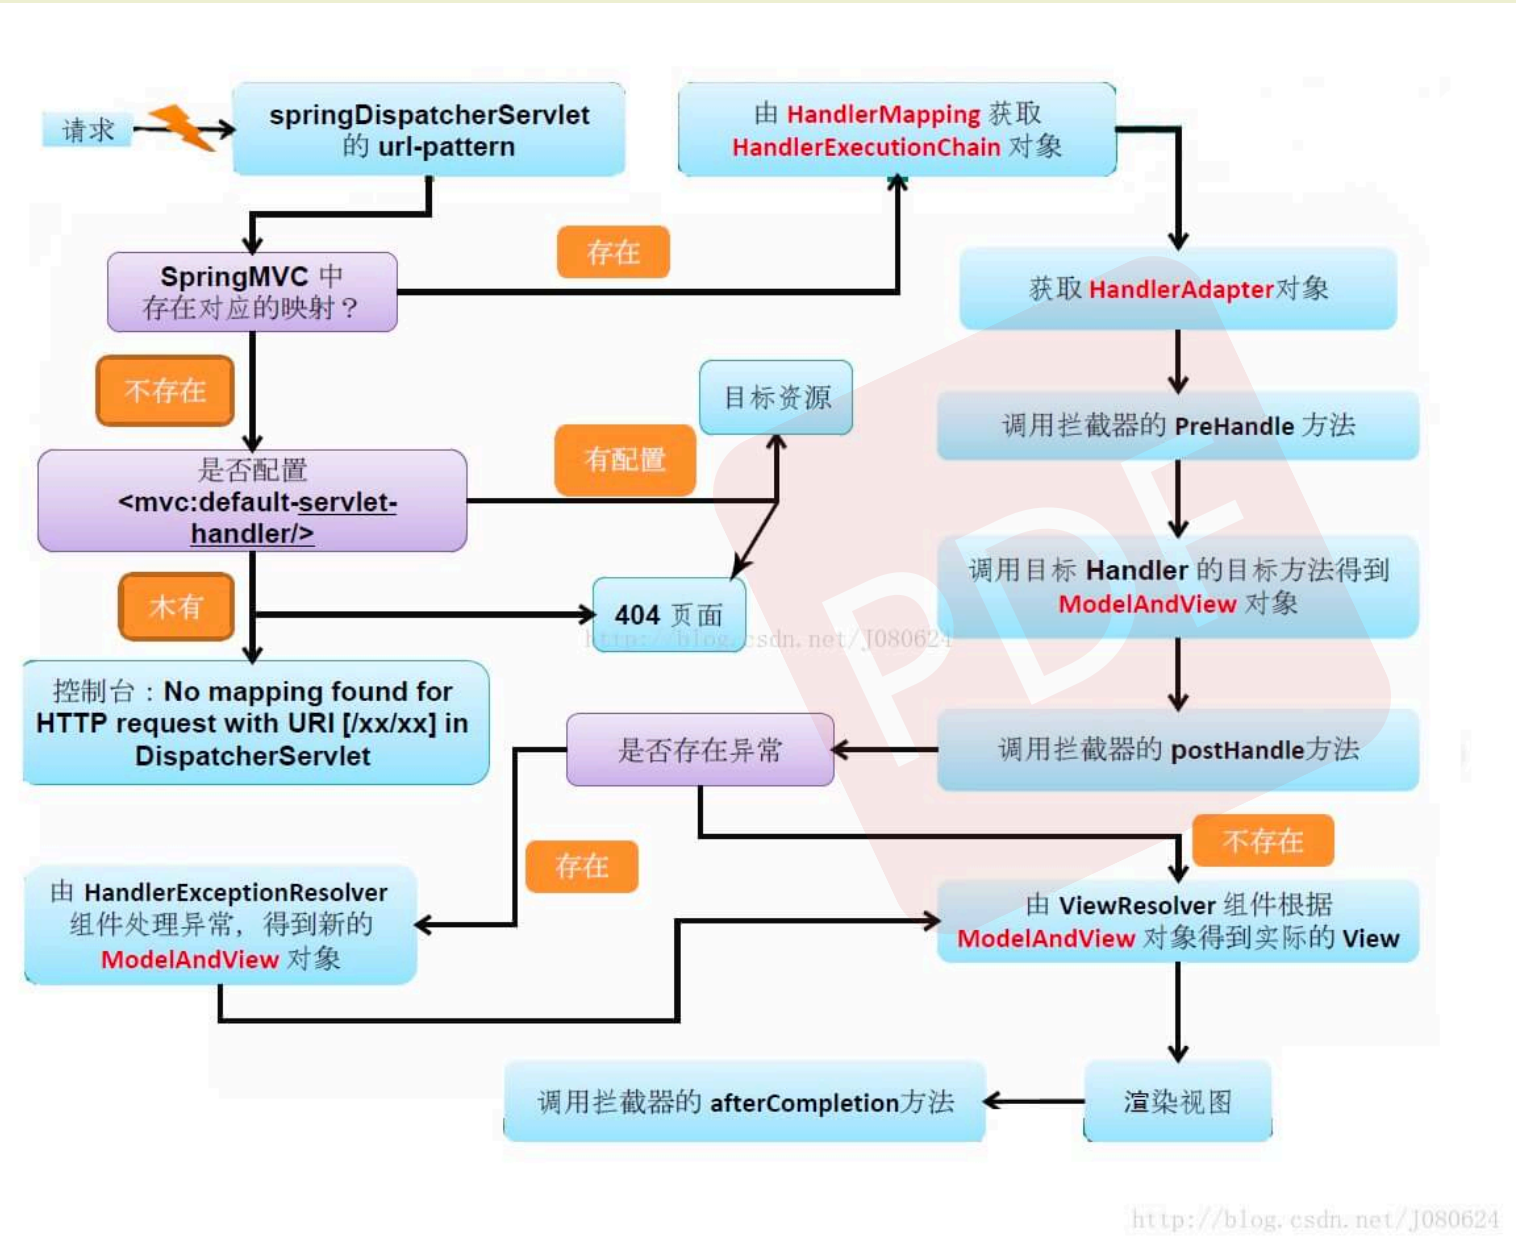 请求
springDispatcherServlet
的 url-pattern
由 HandlerMapping 获取
HandlerExecutionChain 对象
SpringMVC 中
存在对应的映射？
存在
获取 HandlerAdapter对象
不存在
目标资源
调用拦截器的 PreHandle 方法
是否配置
<mvc:default-servlet-
handler/>
有配置
调用目标 Handler 的目标方法得到
ModelAndView 对象
木有
404 页面
http://blog.csdn.net/J080624
控制台：No mapping found for
HTTP request with URI [/xx/xx] in
DispatcherServlet
是否存在异常
调用拦截器的 postHandle方法
存在
不存在
由 HandlerExceptionResolver
组件处理异常，得到新的
ModelAndView 对象
由 ViewResolver 组件根据
ModelAndView 对象得到实际的 View
调用拦截器的 afterCompletion方法
渲染视图
PDF
http://blog.csdn.net/J080624